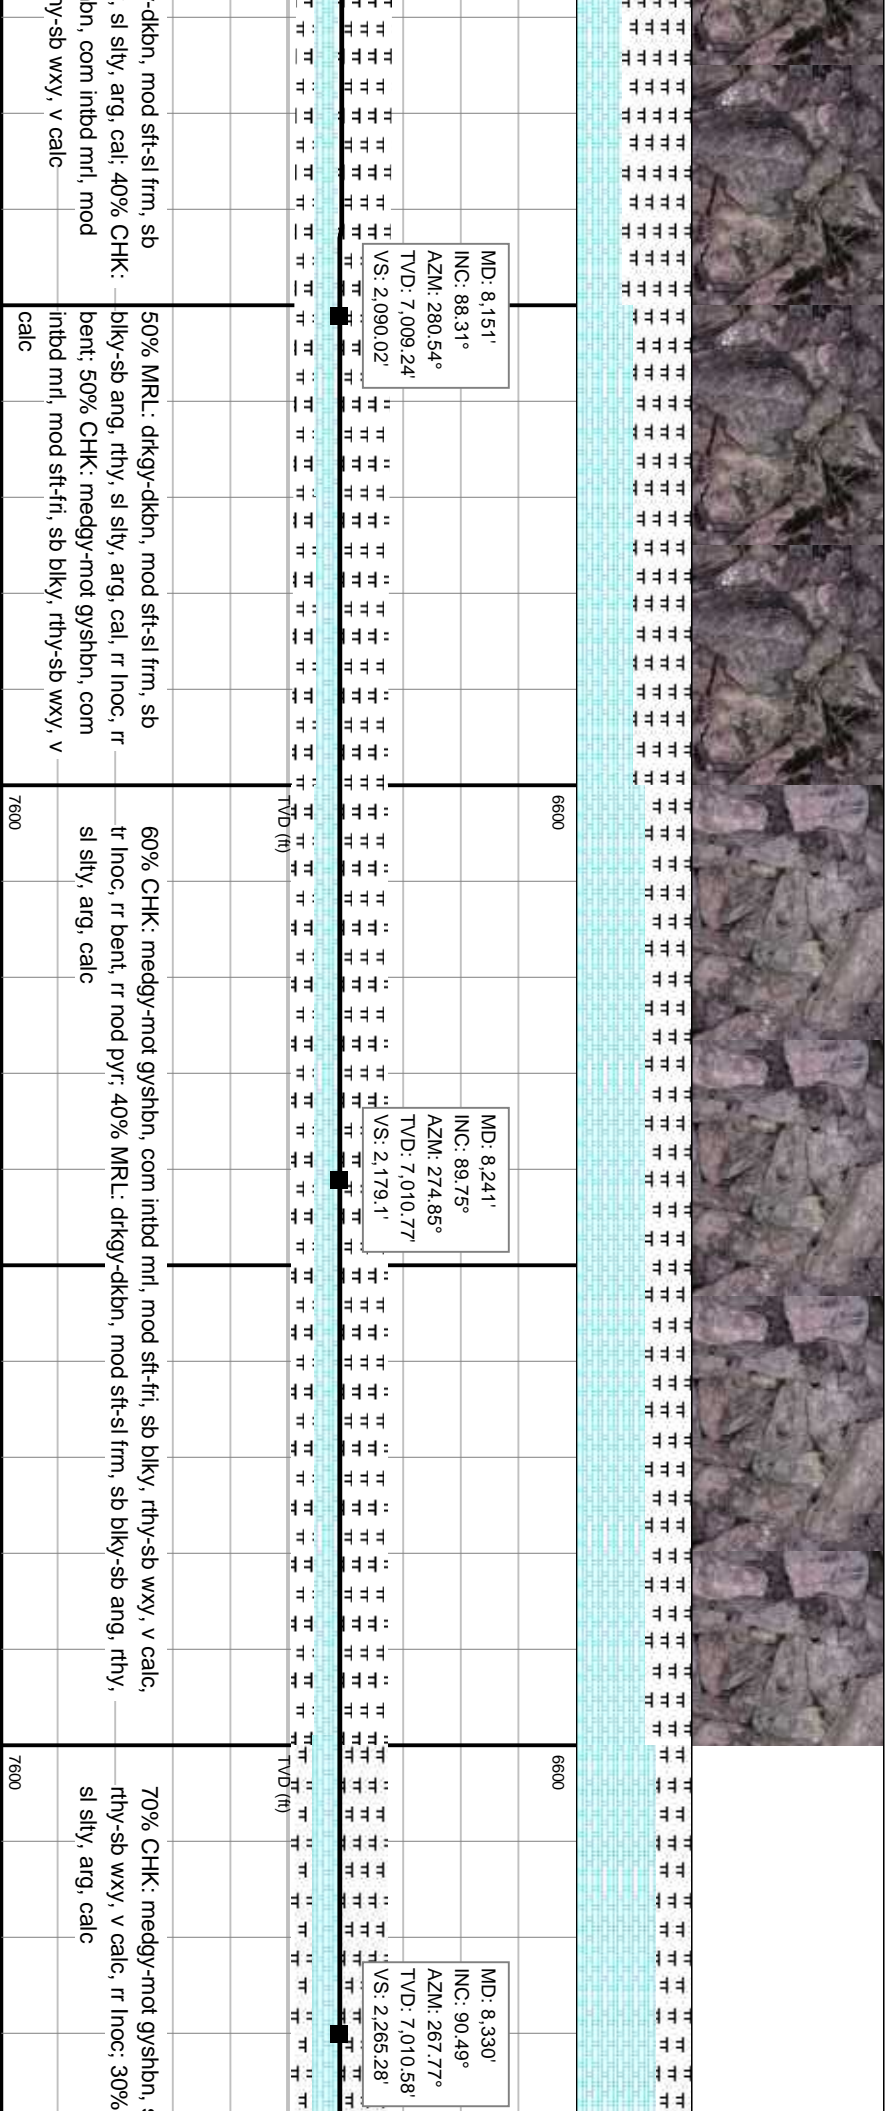 -dkbn, mod sft-sl frm, sb
, sl slty, arg, cal; 40% CHK:
bn, com intbd mrl, mod
hy-sb wxy, v calc
MD: 8,151'
INC: 88.31°
AZM: 280.54°
TVD: 7,009.24'
VS: 2,090.02'
50% MRL: drkgy-dkbn, mod sft-sl frm, sb
blky-sb ang, rthy, sl slty, arg, cal, rr Inoc, rr
bent; 50% CHK: medgy-mot gyshbn, com
intbd mrl, mod sft-fri, sb blky, rthy-sb wxy, v
calc
6600
TVD (ft)
7600
60% CHK: medgy-mot gyshbn, com intbd mrl, mod sft-fri, sb blky, rthy-sb wxy, v calc,
tr Inoc, rr bent, rr nod pyr; 40% MRL: drkgy-dkbn, mod sft-sl frm, sb blky-sb ang, rthy,
sl slty, arg, calc
MD: 8,241'
INC: 89.75°
AZM: 274.85°
TVD: 7,010.77'
VS: 2,179.1'
6600
TVD (ft)
7600
70% CHK: medgy-mot gyshbn, s
rthy-sb wxy, v calc, rr Inoc; 30%
sl slty, arg, calc
MD: 8,330'
INC: 90.49°
AZM: 267.77°
TVD: 7,010.58'
VS: 2,265.28'